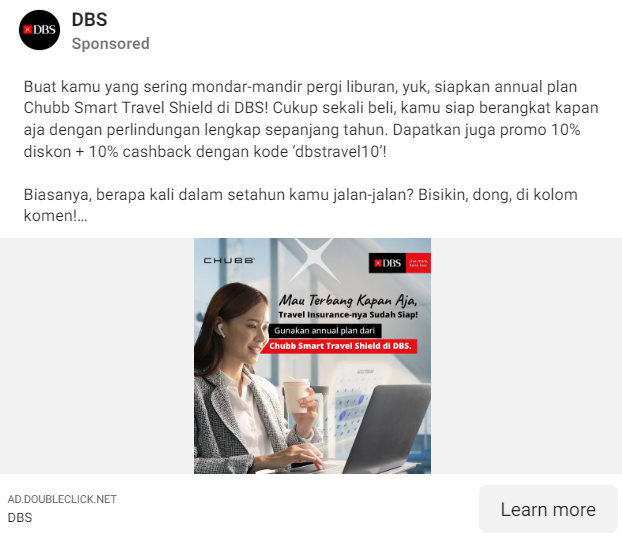 DBS
DBS
Sponsored
Buat kamu yang sering mondar-mandir pergi liburan, yuk, siapkan annual plan
Chubb Smart Travel Shield di DBS! Cukup sekali beli, kamu siap berangkat kapan
aja dengan perlindungan lengkap sepanjang tahun. Dapatkan juga promo 10%
diskon + 10% cashback dengan kode ‘dbstravel10’!
Biasanya, berapa kali dalam setahun kamu jalan-jalan? Bisikin, dong, di kolom
komen!…
CHUBB
DBS
Mau Terbang Kapan Aja,
Travel Insurance-nya Sudah Siap!
Gunakan annual plan dari
Chubb Smart Travel Shield di DBS.
AD.DOUBLECLICK.NET
DBS
Learn more